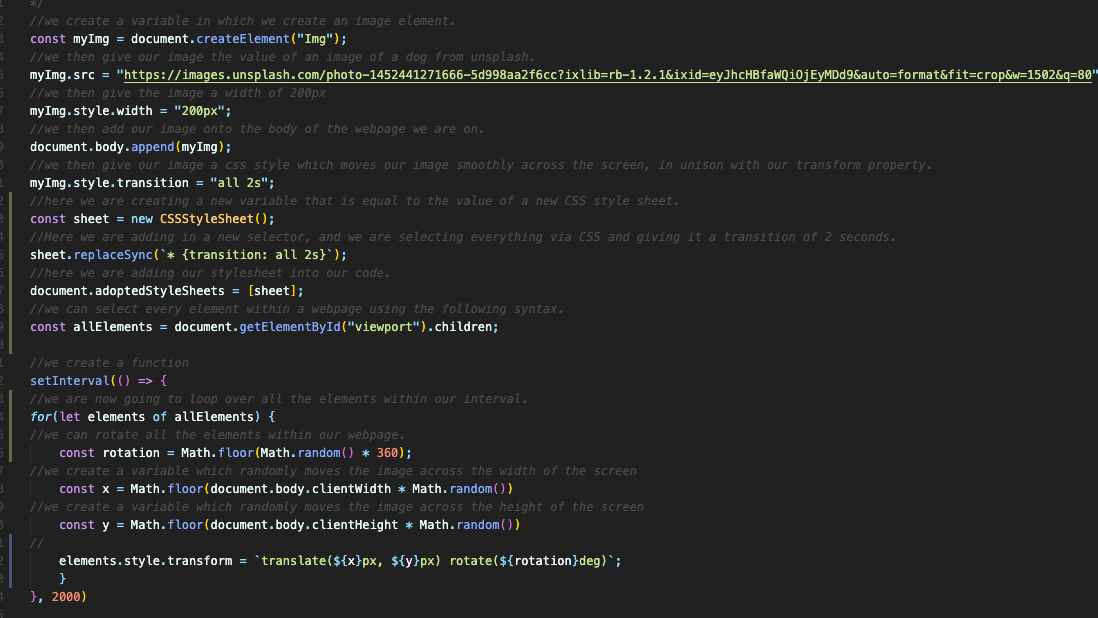 */
//we create a variable in which we create an image element.
const myImg = document.createElement("Img");
//we then give our image the value of an image of a dog from unsplash.
myImg.src = "https://images.unsplash.com/photo-1452441271666-5d998aa2f6cc?ixlib=rb-1.2.1&ixid=eyJhcHBfaWQiOjEyMDd9&auto=format&fit=crop&w=1502&q=80"
//we then give the image a width of 200px
myImg.style.width = "200px";
//we then add our image onto the body of the webpage we are on.
document.body.append(myImg);
//we then give our image a css style which moves our image smoothly across the screen, in unison with our transform property.
myImg.style.transition = "all 2s";
//here we are creating a new variable that is equal to the value of a new CSS style sheet.
const sheet = new CSSStyleSheet();
//Here we are adding in a new selector, and we are selecting everything via CSS and giving it a transition of 2 seconds.
sheet.replaceSync(`* {transition: all 2s}`);
//here we are adding our stylesheet into our code.
document.adoptedStyleSheets = [sheet];
//we can select every element within a webpage using the following syntax.
const allElements = document.getElementById("viewport").children;
//we create a function
setInterval(() => {
//we are now going to loop over all the elements within our interval.
for(let elements of allElements) {
//we can rotate all the elements within our webpage.
const rotation = Math.floor(Math.random() * 360);
//we create a variable which randomly moves the image across the width of the screen
const x = Math.floor(document.body.clientWidth * Math.random())
//we create a variable which randomly moves the image across the height of the screen
const y = Math.floor(document.body.clientHeight * Math.random())
//
elements.style.transform = `translate(${x}px, ${y}px) rotate(${rotation}deg)`;
}
}, 2000)